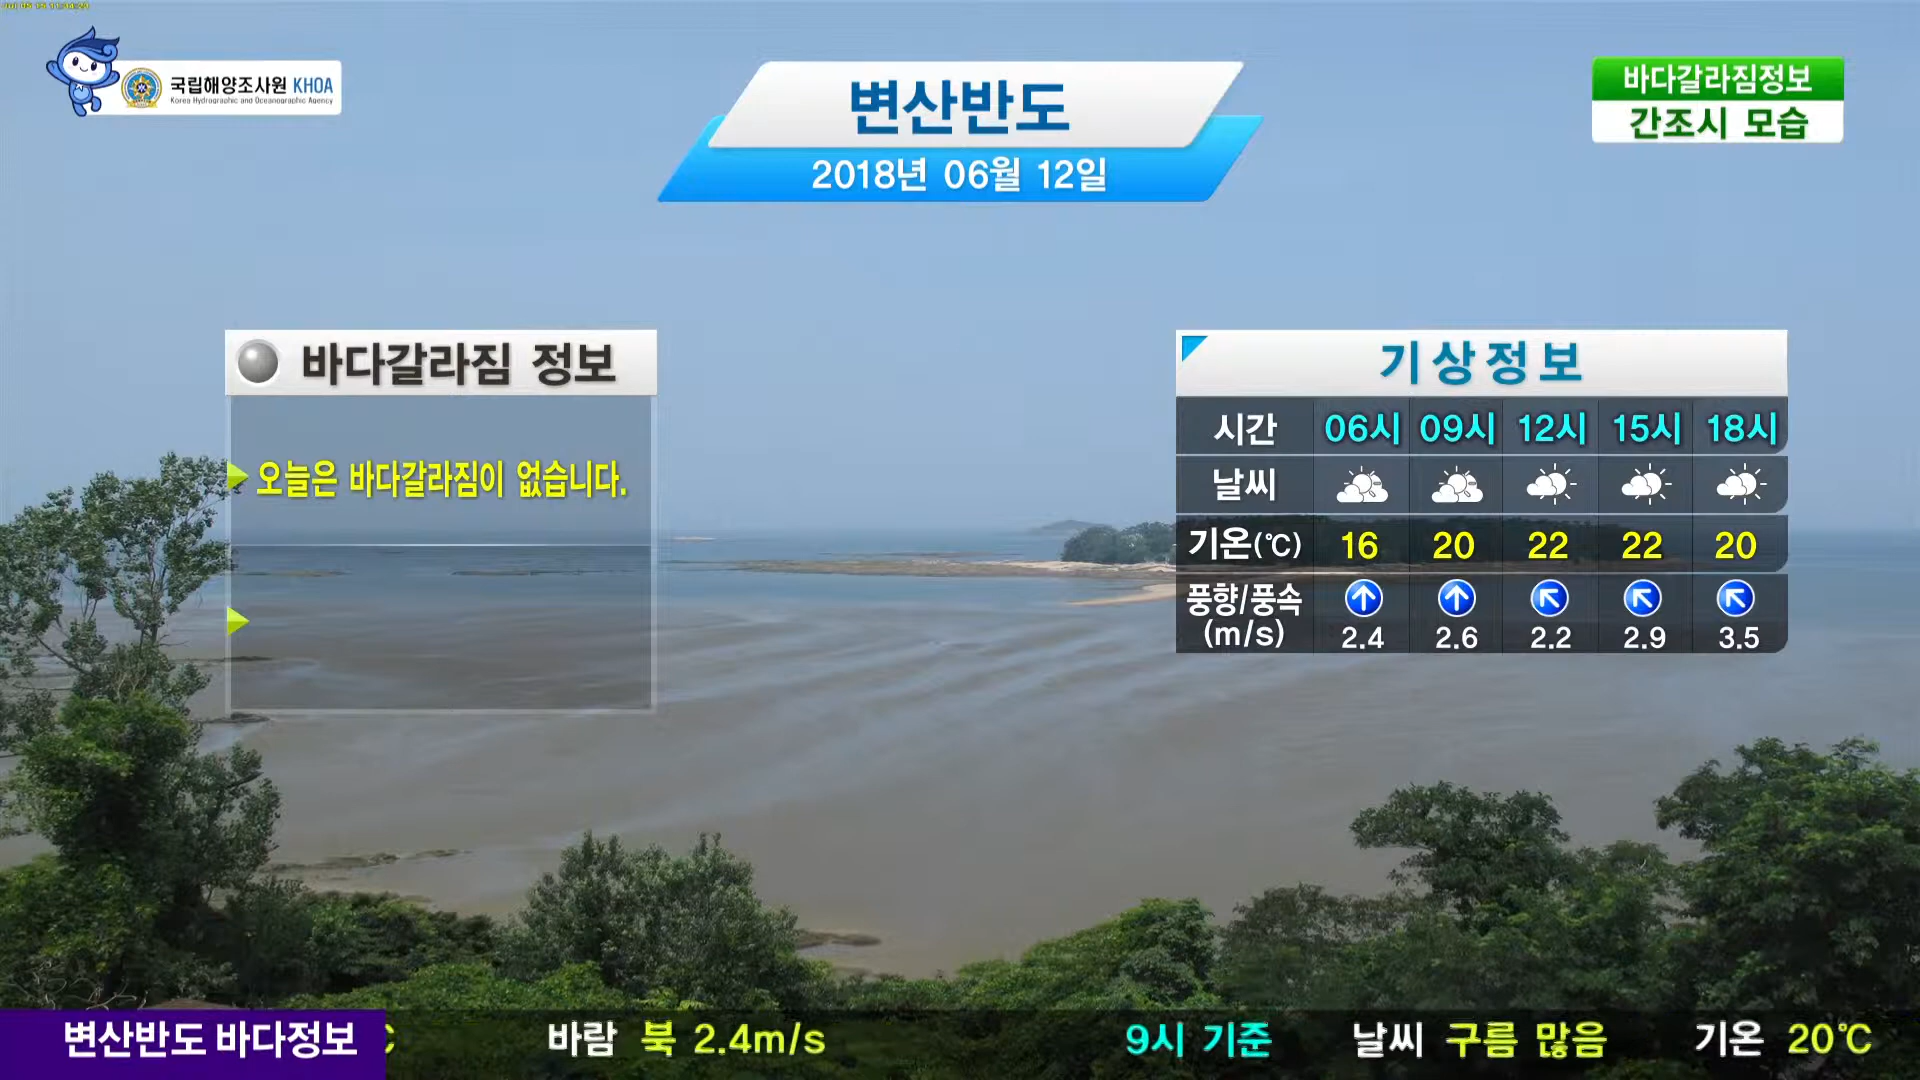 국립해양조사원 KHOA
Korea Hydrographic and Oceanographic Agency
변산반도
2018년 06월 12일
바다갈라짐정보
간조시 모습
바다갈라짐 정보
오늘은 바다갈라짐이 없습니다.
기상정보
시간 06시 09시 12시 15시 18시
날씨
기온(℃) 16 20 22 22 20
풍향/풍속
(m/s) 2.4 2.6 2.2 2.9 3.5
변산반도 바다정보 바람 북 2.4m/s 9시 기준 날씨 구름 많음 기온 20℃